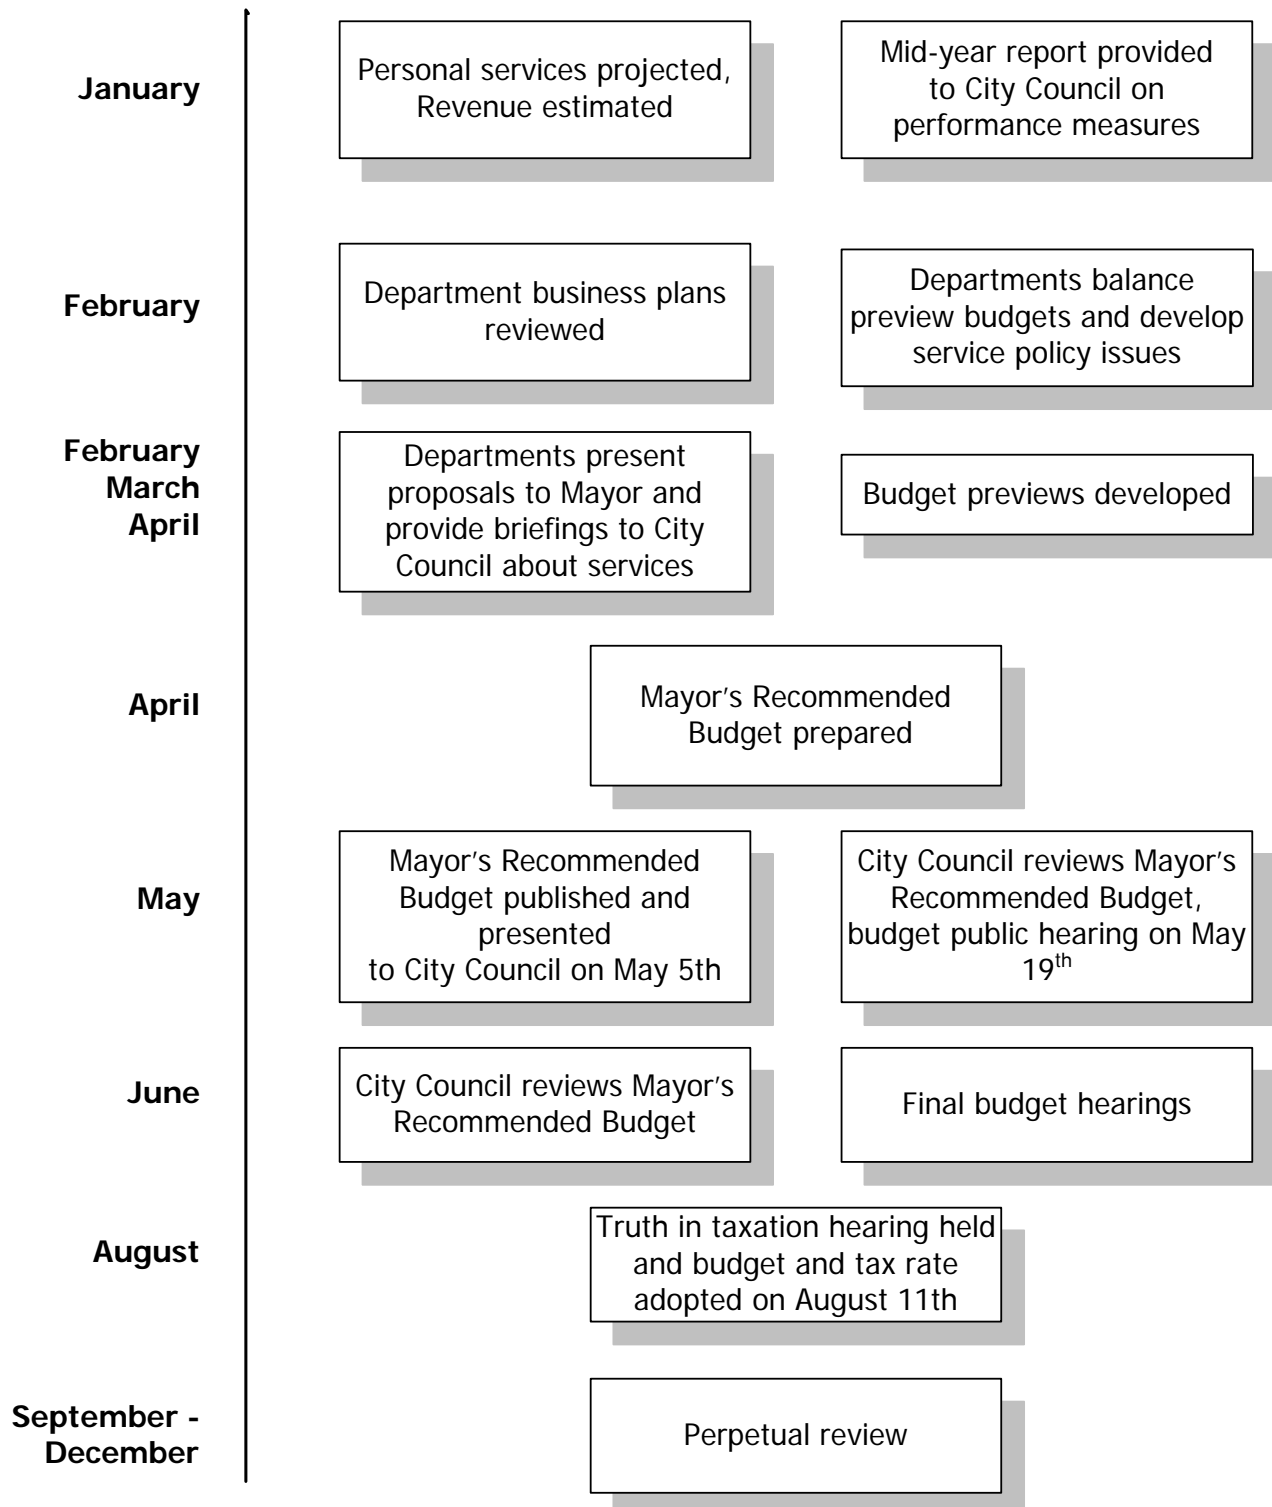 January
Personal services projected,
Revenue estimated
Mid-year report provided
to City Council on
performance measures
February
Department business plans
reviewed
Departments balance
preview budgets and develop
service policy issues
February
March
April
Departments present
proposals to Mayor and
provide briefings to City
Council about services
Budget previews developed
April
Mayor's Recommended
Budget prepared
May
Mayor's Recommended
Budget published and
presented
to City Council on May 5th
City Council reviews Mayor's
Recommended Budget,
budget public hearing on May
19th
June
City Council reviews Mayor's
Recommended Budget
Final budget hearings
August
Truth in taxation hearing held
and budget and tax rate
adopted on August 11th
September -
December
Perpetual review